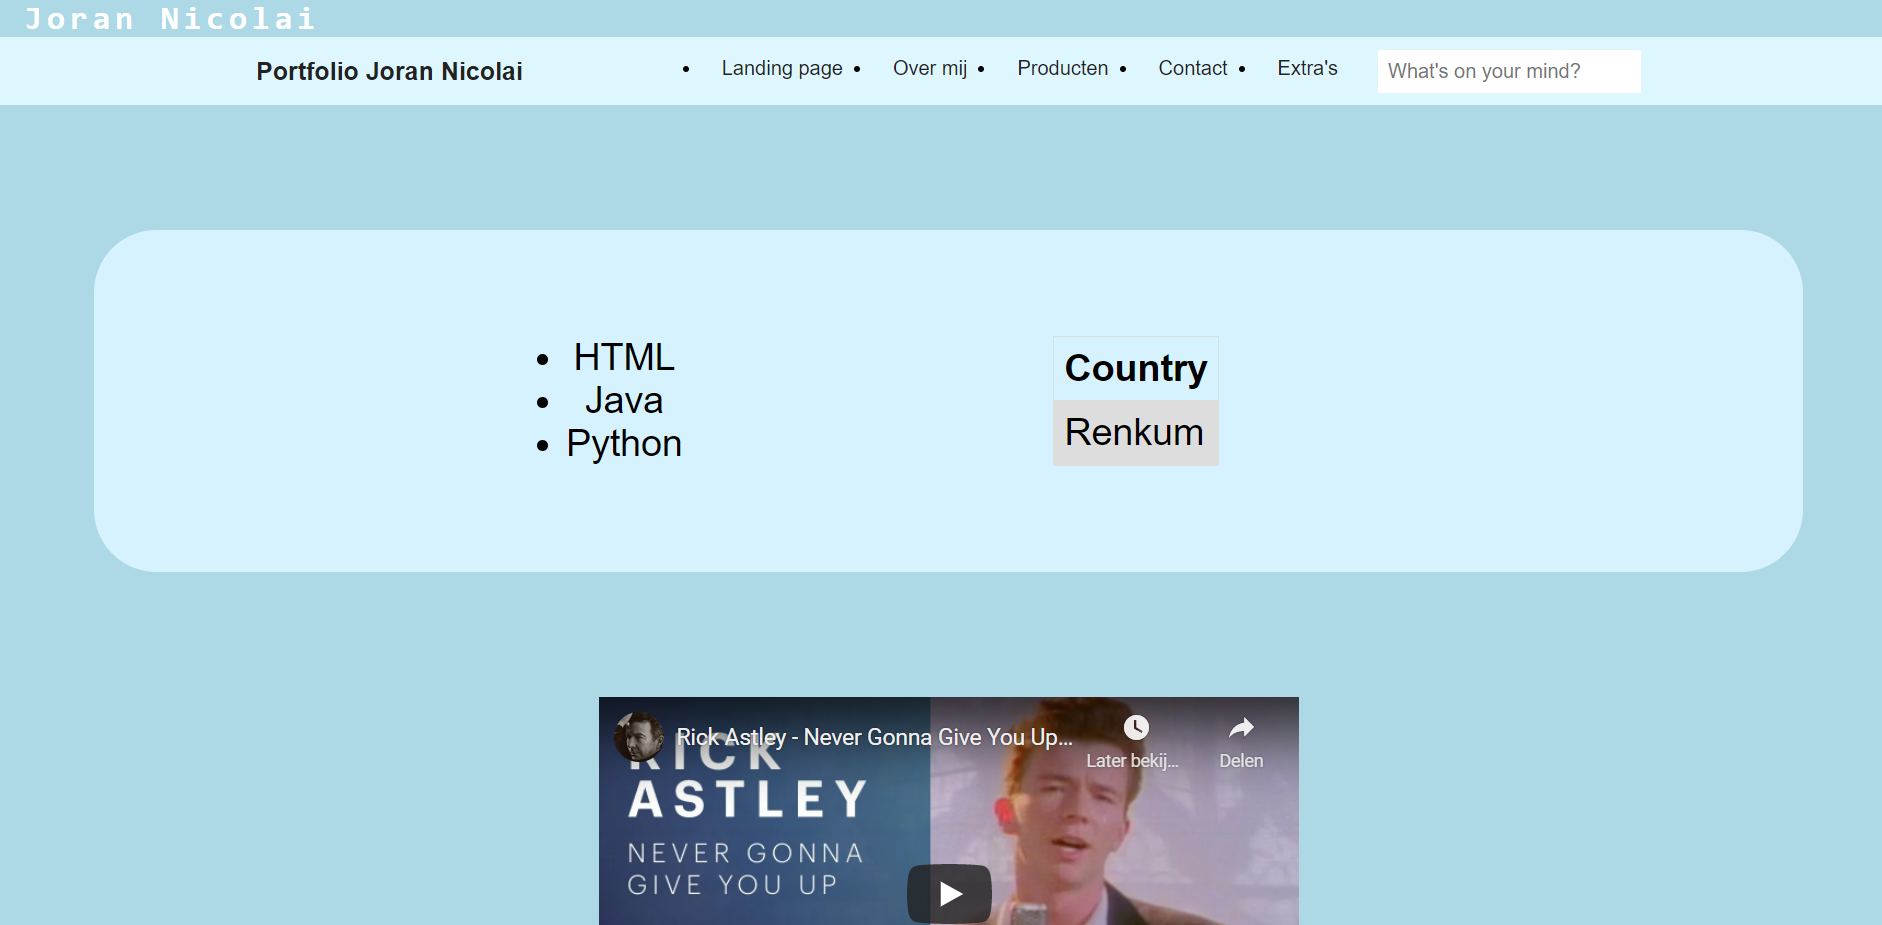 Joran Nicolai
Portfolio Joran Nicolai
• Landing page • Over mij • Producten • Contact • Extra's What's on your mind?
• HTML
• Java
• Python
Country
Renkum
Rick Astley - Never Gonna Give You Up...
Later bekij...
Delen
RICK
ASTLEY
NEVER GONNA
GIVE YOU UP